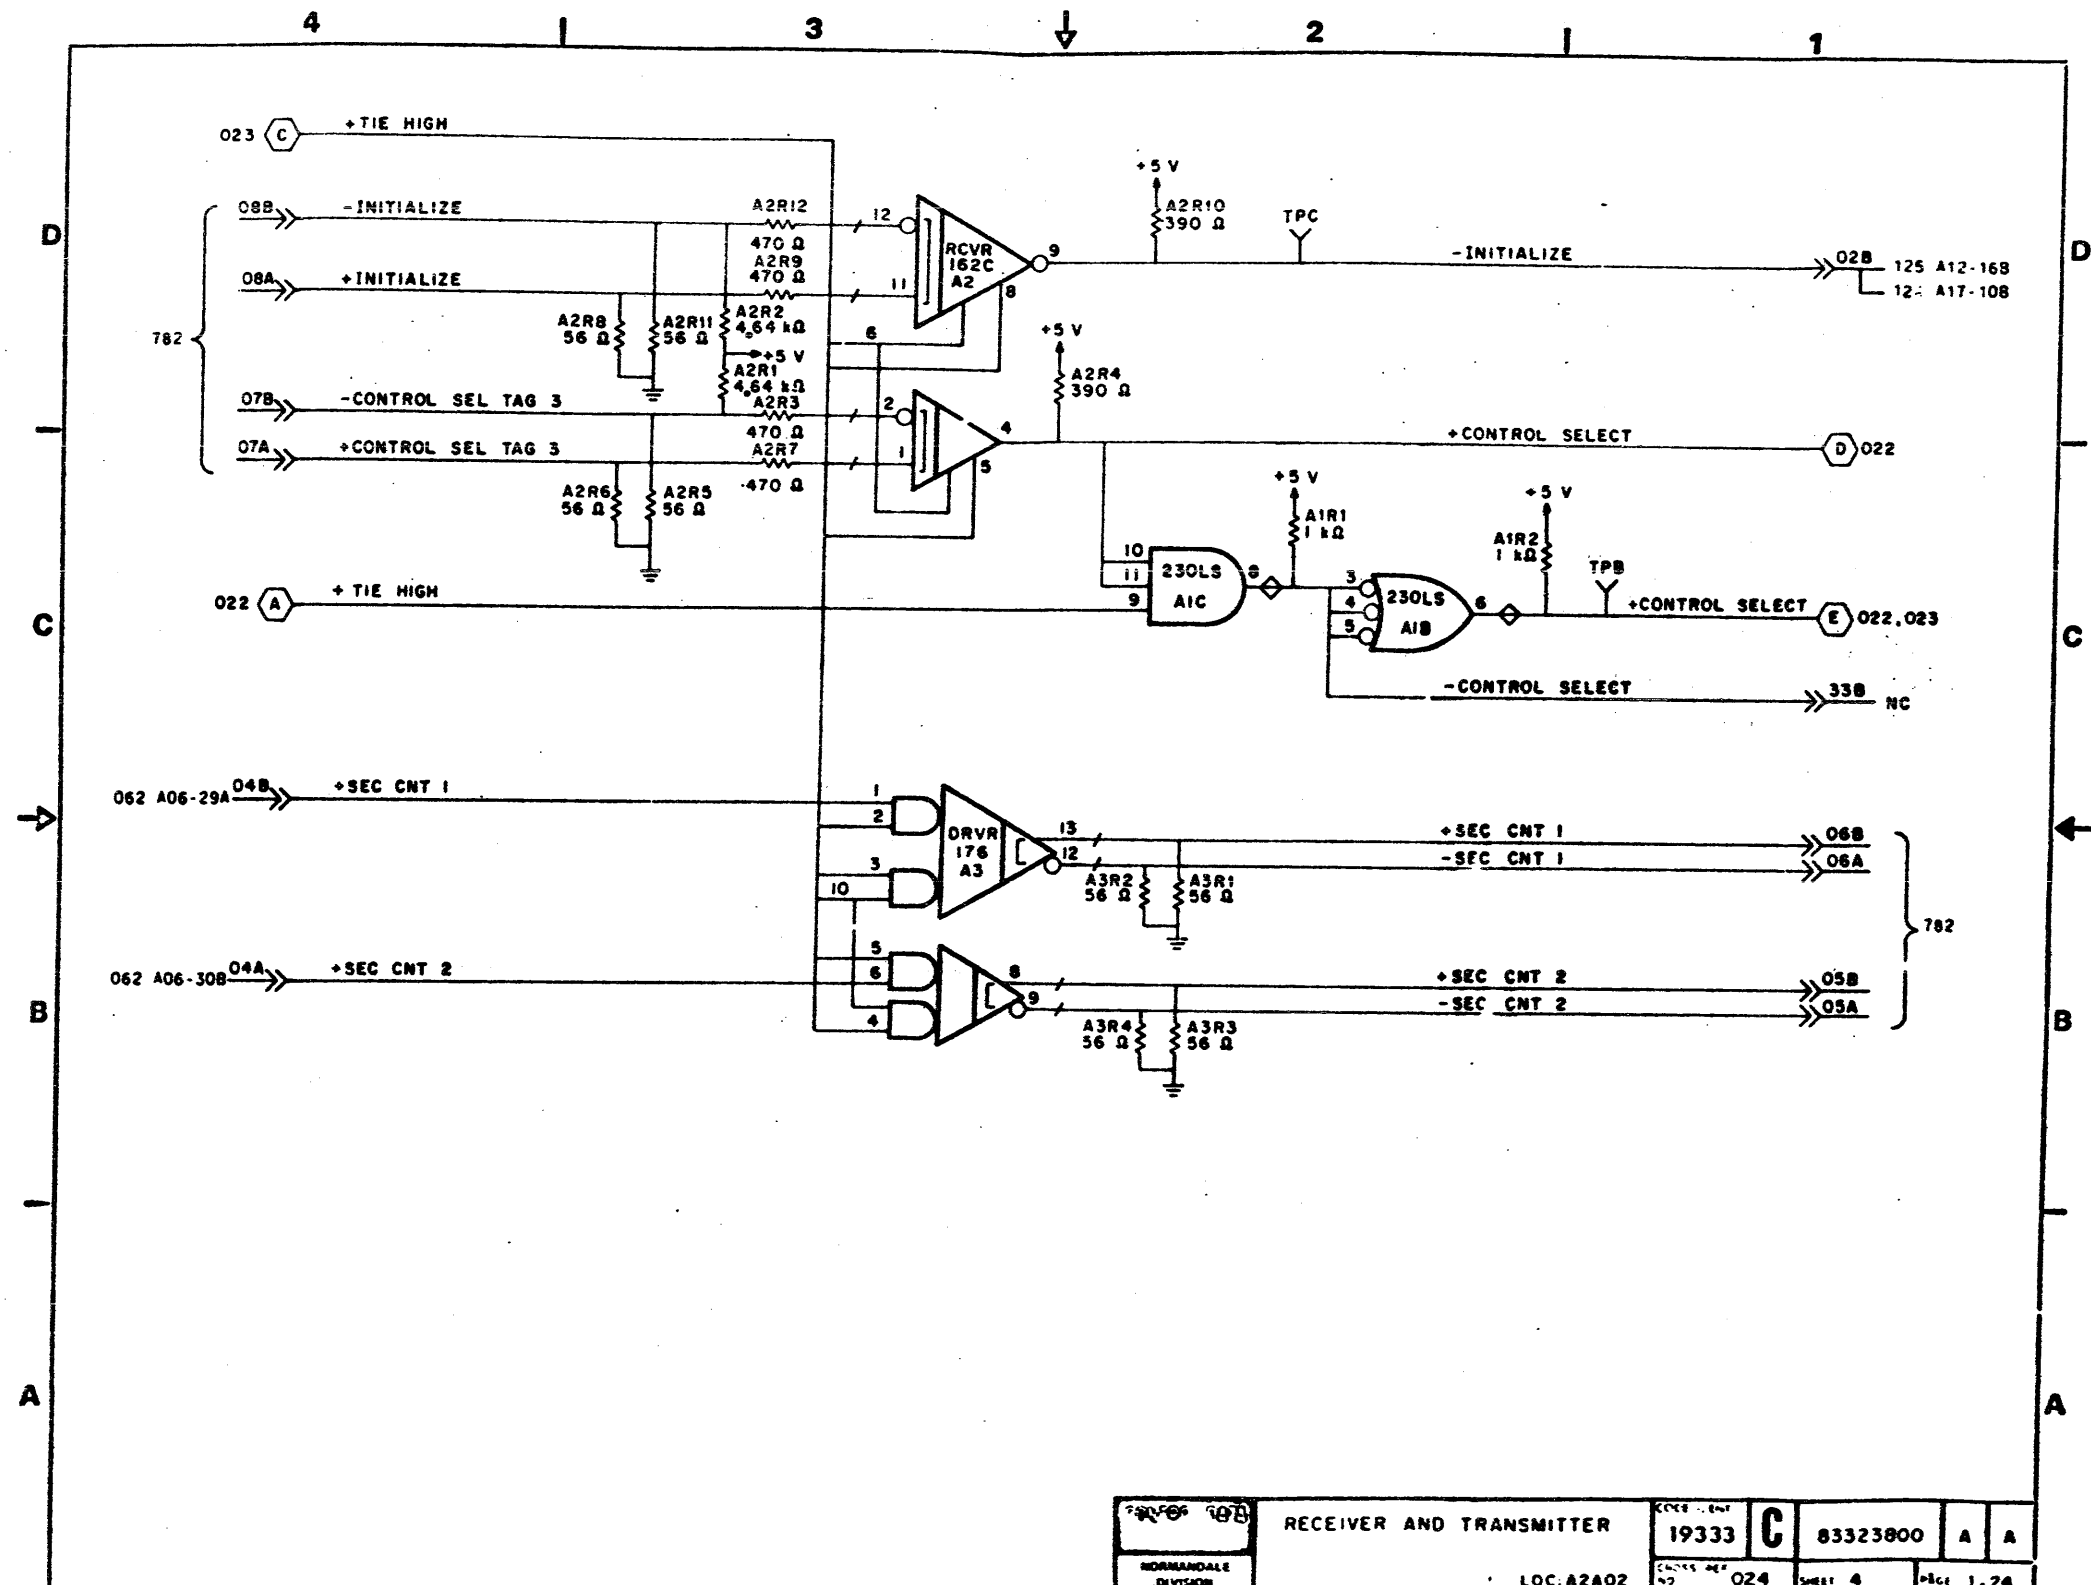 4 3 2 1
D D
C C
B B
A A
023 C +TIE HIGH
08B -INITIALIZE
08A +INITIALIZE
782
07B -CONTROL SEL TAG 3
07A +CONTROL SEL TAG 3
A2R12
470 Ω
A2R9
470 Ω
A2R8
56 Ω
A2R11
56 Ω
A2R2
4.64 kΩ
+5 V
A2R1
4.64 kΩ
A2R3
470 Ω
A2R7
470 Ω
A2R6
56 Ω
A2R5
56 Ω
12
11
RCVR
162C
A2
9
8
6
2
1
4
5
+5 V
A2R10
390 Ω
TPC
-INITIALIZE
02B
125 A12-16B
A17-10B
+5 V
A2R4
390 Ω
+CONTROL SELECT
D 022
022 A +TIE HIGH
10
11
9
230LS
A1C
8
+5 V
A1R1
1 kΩ
3
4
5
230LS
A1B
6
+5 V
A1R2
1 kΩ
TPB
+CONTROL SELECT
E 022,023
-CONTROL SELECT
33B NC
062 A06-29A 04B +SEC CNT 1
1
2
3
10
DRVR
176
A3
13
12
A3R2
56 Ω
A3R1
56 Ω
+SEC CNT 1
-SEC CNT 1
06B
06A
782
062 A06-30B 04A +SEC CNT 2
5
6
4
8
9
A3R4
56 Ω
A3R3
56 Ω
+SEC CNT 2
-SEC CNT 2
05B
05A
NORMANDALE
DIVISION
RECEIVER AND TRANSMITTER
LOC: A2A02
19333
C
83323800
A
A
024
SHEET 4
PAGE 1.24